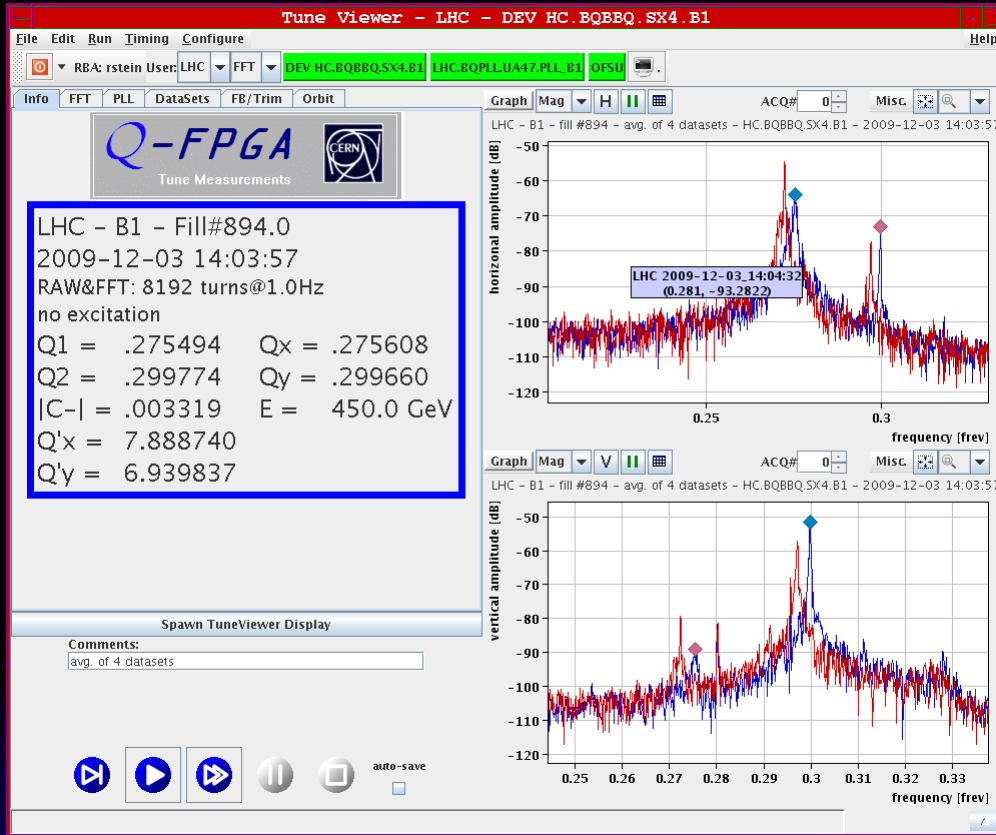 Tune Viewer - LHC - DEV HC.BQBBQ.SX4.B1
File Edit Run Timing Configure Help
RBA: rstein User: LHC FFT DEV HC.BQBBQ.SX4.B1 LHC.BQPLL.UA47.PLL_B1 OFSU
Info FFT PLL DataSets FB/Trim Orbit
Q-FPGA
Tune Measurements
CERN
LHC - B1 - Fill#894.0
2009-12-03 14:03:57
RAW&FFT: 8192 turns@1.0Hz
no excitation
Q1 = .275494 Qx = .275608
Q2 = .299774 Qy = .299660
|C-| = .003319 E = 450.0 GeV
Q'x = 7.888740
Q'y = 6.939837
Spawn TuneViewer Display
Comments:
avg. of 4 datasets
auto-save
Graph Mag H ACQ# 0 Misc.
LHC - B1 - fill #894 - avg. of 4 datasets - HC.BQBBQ.SX4.B1 - 2009-12-03 14:03:57
horizonal amplitude [dB]
-50
-60
-70
-80
-90
-100
-110
-120
LHC 2009-12-03_14:04:32
(0.281, -93.2822)
0.25 0.3
frequency [frev]
Graph Mag V ACQ# 0 Misc.
LHC - B1 - fill #894 - avg. of 4 datasets - HC.BQBBQ.SX4.B1 - 2009-12-03 14:03:57
vertical amplitude [dB]
-50
-60
-70
-80
-90
-100
-110
-120
0.25 0.26 0.27 0.28 0.29 0.3 0.31 0.32 0.33
frequency [frev]